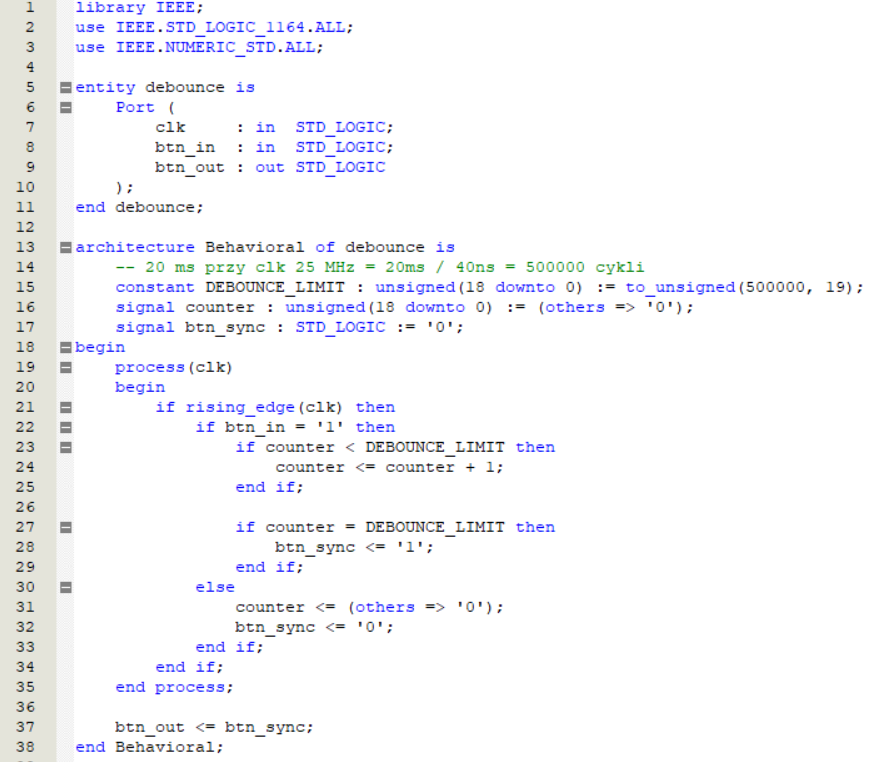 1 library IEEE;
2 use IEEE.STD_LOGIC_1164.ALL;
3 use IEEE.NUMERIC_STD.ALL;
4
5 entity debounce is
6     Port (
7         clk     : in  STD_LOGIC;
8         btn_in  : in  STD_LOGIC;
9         btn_out : out STD_LOGIC
10     );
11 end debounce;
12
13 architecture Behavioral of debounce is
14     -- 20 ms przy clk 25 MHz = 20ms / 40ns = 500000 cykli
15     constant DEBOUNCE_LIMIT : unsigned(18 downto 0) := to_unsigned(500000, 19);
16     signal counter : unsigned(18 downto 0) := (others => '0');
17     signal btn_sync : STD_LOGIC := '0';
18 begin
19     process(clk)
20     begin
21         if rising_edge(clk) then
22             if btn_in = '1' then
23                 if counter < DEBOUNCE_LIMIT then
24                     counter <= counter + 1;
25                 end if;
26
27                 if counter = DEBOUNCE_LIMIT then
28                     btn_sync <= '1';
29                 end if;
30             else
31                 counter <= (others => '0');
32                 btn_sync <= '0';
33             end if;
34         end if;
35     end process;
36
37     btn_out <= btn_sync;
38 end Behavioral;